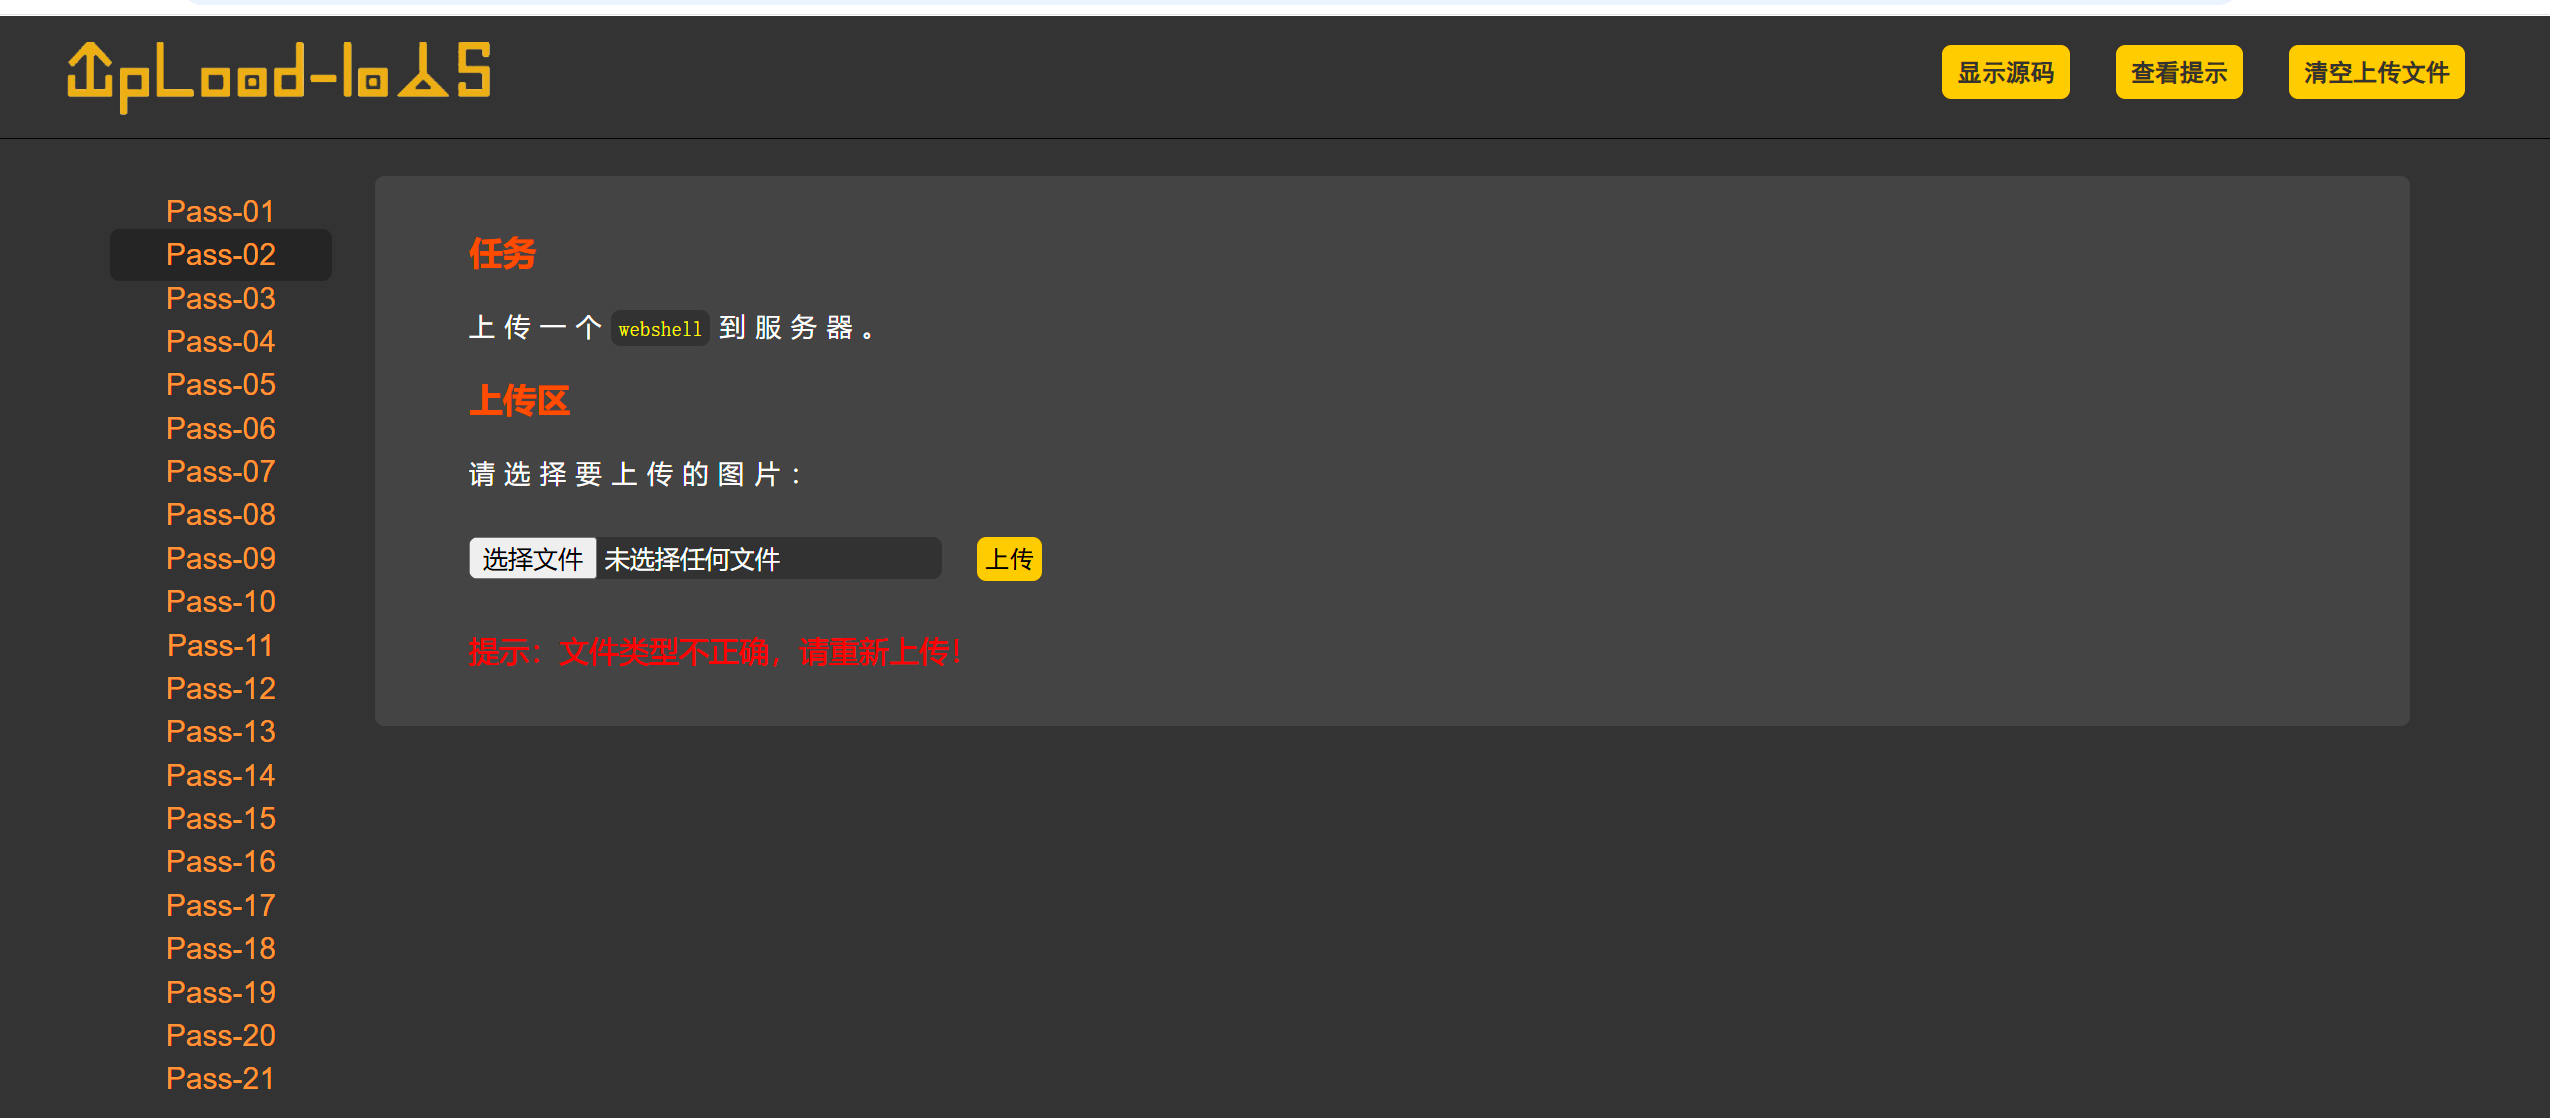 UpLoad-labs
显示源码 查看提示 清空上传文件
Pass-01
Pass-02
Pass-03
Pass-04
Pass-05
Pass-06
Pass-07
Pass-08
Pass-09
Pass-10
Pass-11
Pass-12
Pass-13
Pass-14
Pass-15
Pass-16
Pass-17
Pass-18
Pass-19
Pass-20
Pass-21
任务
上传一个 webshell 到服务器。
上传区
请选择要上传的图片：
选择文件 未选择任何文件 上传
提示：文件类型不正确，请重新上传！